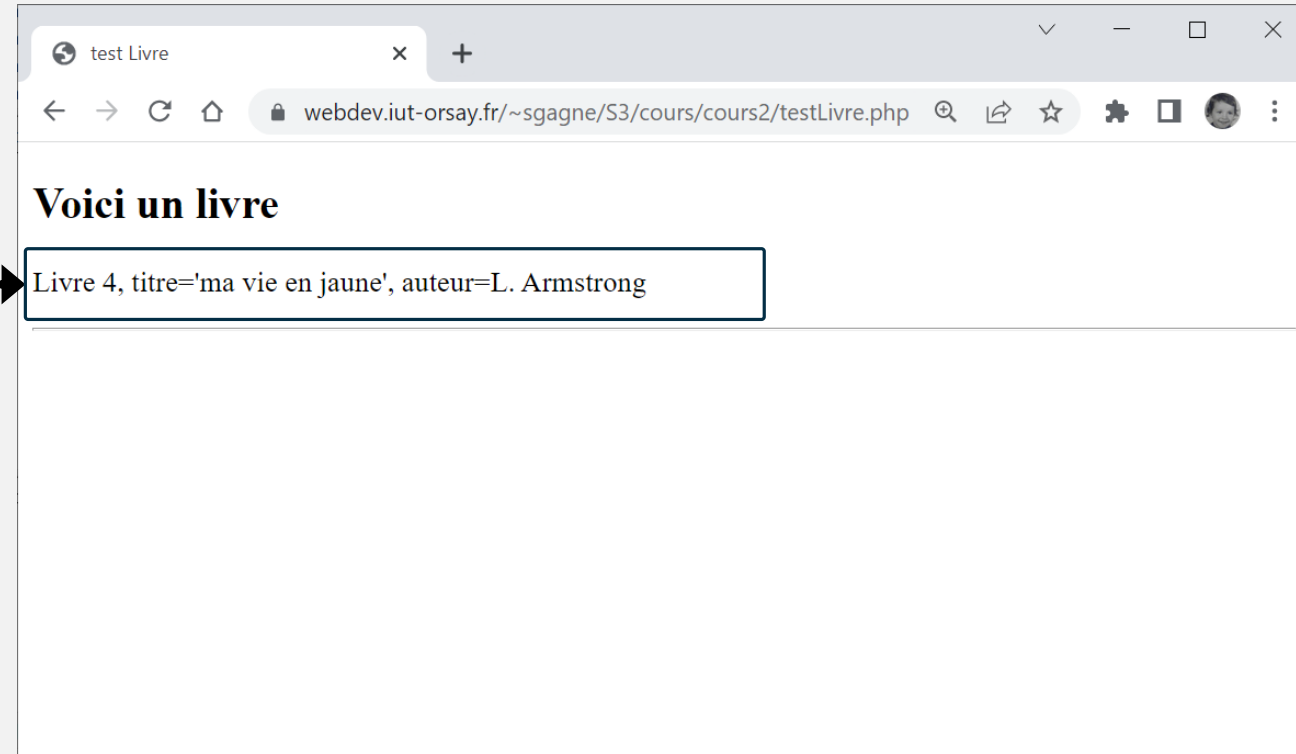 test Livre
webdev.iut-orsay.fr/~sgagne/S3/cours/cours2/testLivre.php
Voici un livre
Livre 4, titre='ma vie en jaune', auteur=L. Armstrong